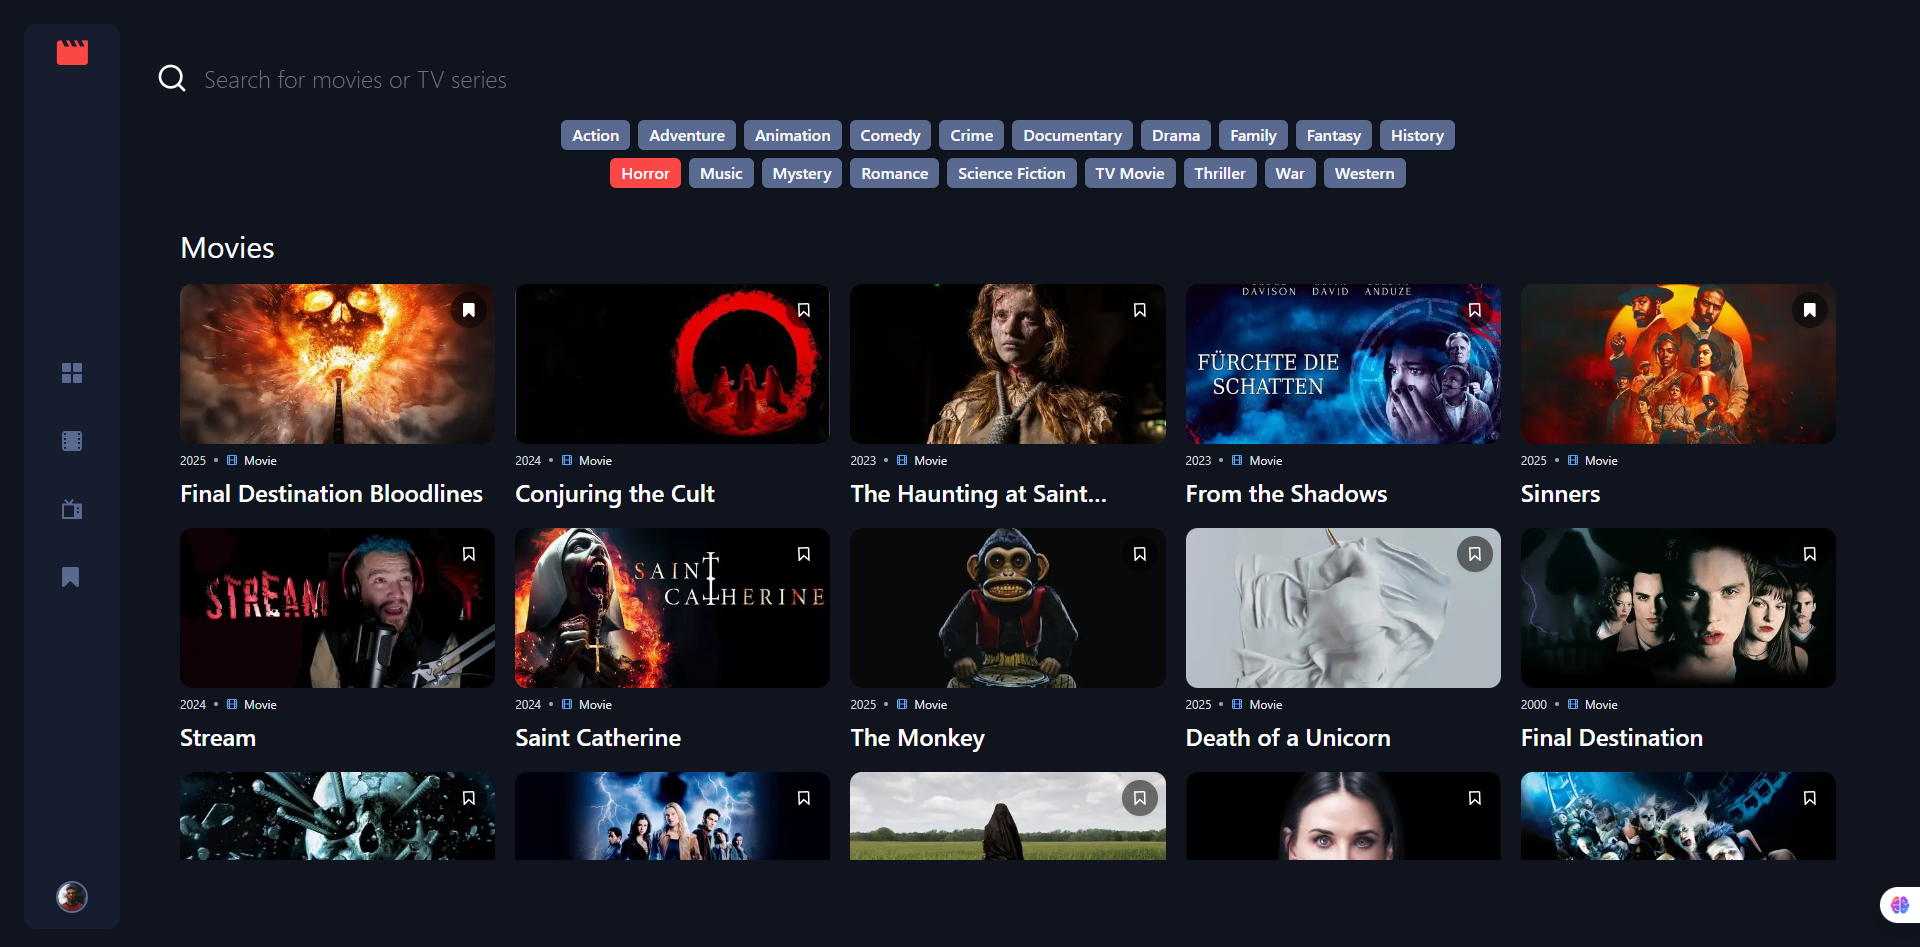 Search for movies or TV series
Action Adventure Animation Comedy Crime Documentary Drama Family Fantasy History
Horror Music Mystery Romance Science Fiction TV Movie Thriller War Western
Movies
DAVISON DAVID ANDUZE
FÜRCHTE DIE
SCHATTEN
2025 • Movie
Final Destination Bloodlines
2024 • Movie
Conjuring the Cult
2023 • Movie
The Haunting at Saint...
2023 • Movie
From the Shadows
2025 • Movie
Sinners
STREAM
SAINT
CATHERINE
2024 • Movie
Stream
2024 • Movie
Saint Catherine
2025 • Movie
The Monkey
2025 • Movie
Death of a Unicorn
2000 • Movie
Final Destination